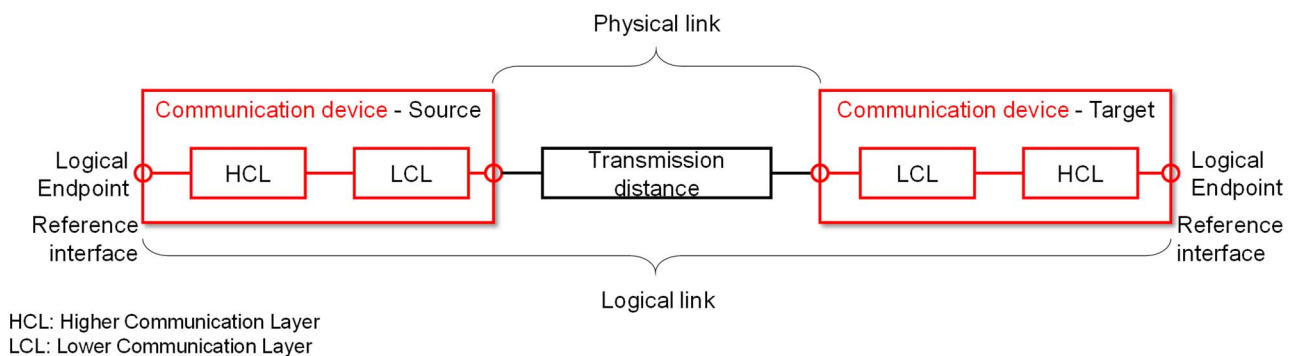 Physical link
Communication device - Source
Communication device - Target
Logical
Endpoint
HCL
LCL
Transmission
distance
LCL
HCL
Logical
Endpoint
Reference
interface
Reference
interface
Logical link
HCL: Higher Communication Layer
LCL: Lower Communication Layer